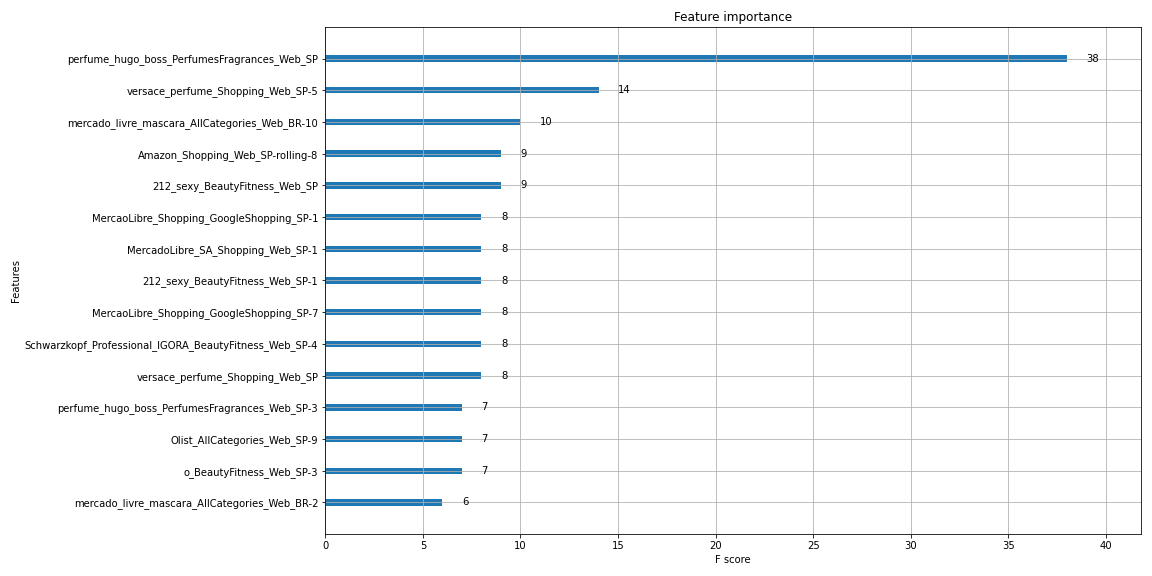 Feature importance
perfume_hugo_boss_PerfumesFragrances_Web_SP 38
versace_perfume_Shopping_Web_SP-5 14
mercado_livre_mascara_AllCategories_Web_BR-10 10
Amazon_Shopping_Web_SP-rolling-8 9
212_sexy_BeautyFitness_Web_SP 9
MercaoLibre_Shopping_GoogleShopping_SP-1 8
MercadoLibre_SA_Shopping_Web_SP-1 8
212_sexy_BeautyFitness_Web_SP-1 8
MercaoLibre_Shopping_GoogleShopping_SP-7 8
Schwarzkopf_Professional_IGORA_BeautyFitness_Web_SP-4 8
versace_perfume_Shopping_Web_SP 8
perfume_hugo_boss_PerfumesFragrances_Web_SP-3 7
Olist_AllCategories_Web_SP-9 7
o_BeautyFitness_Web_SP-3 7
mercado_livre_mascara_AllCategories_Web_BR-2 6
Features
0 5 10 15 20 25 30 35 40
F score